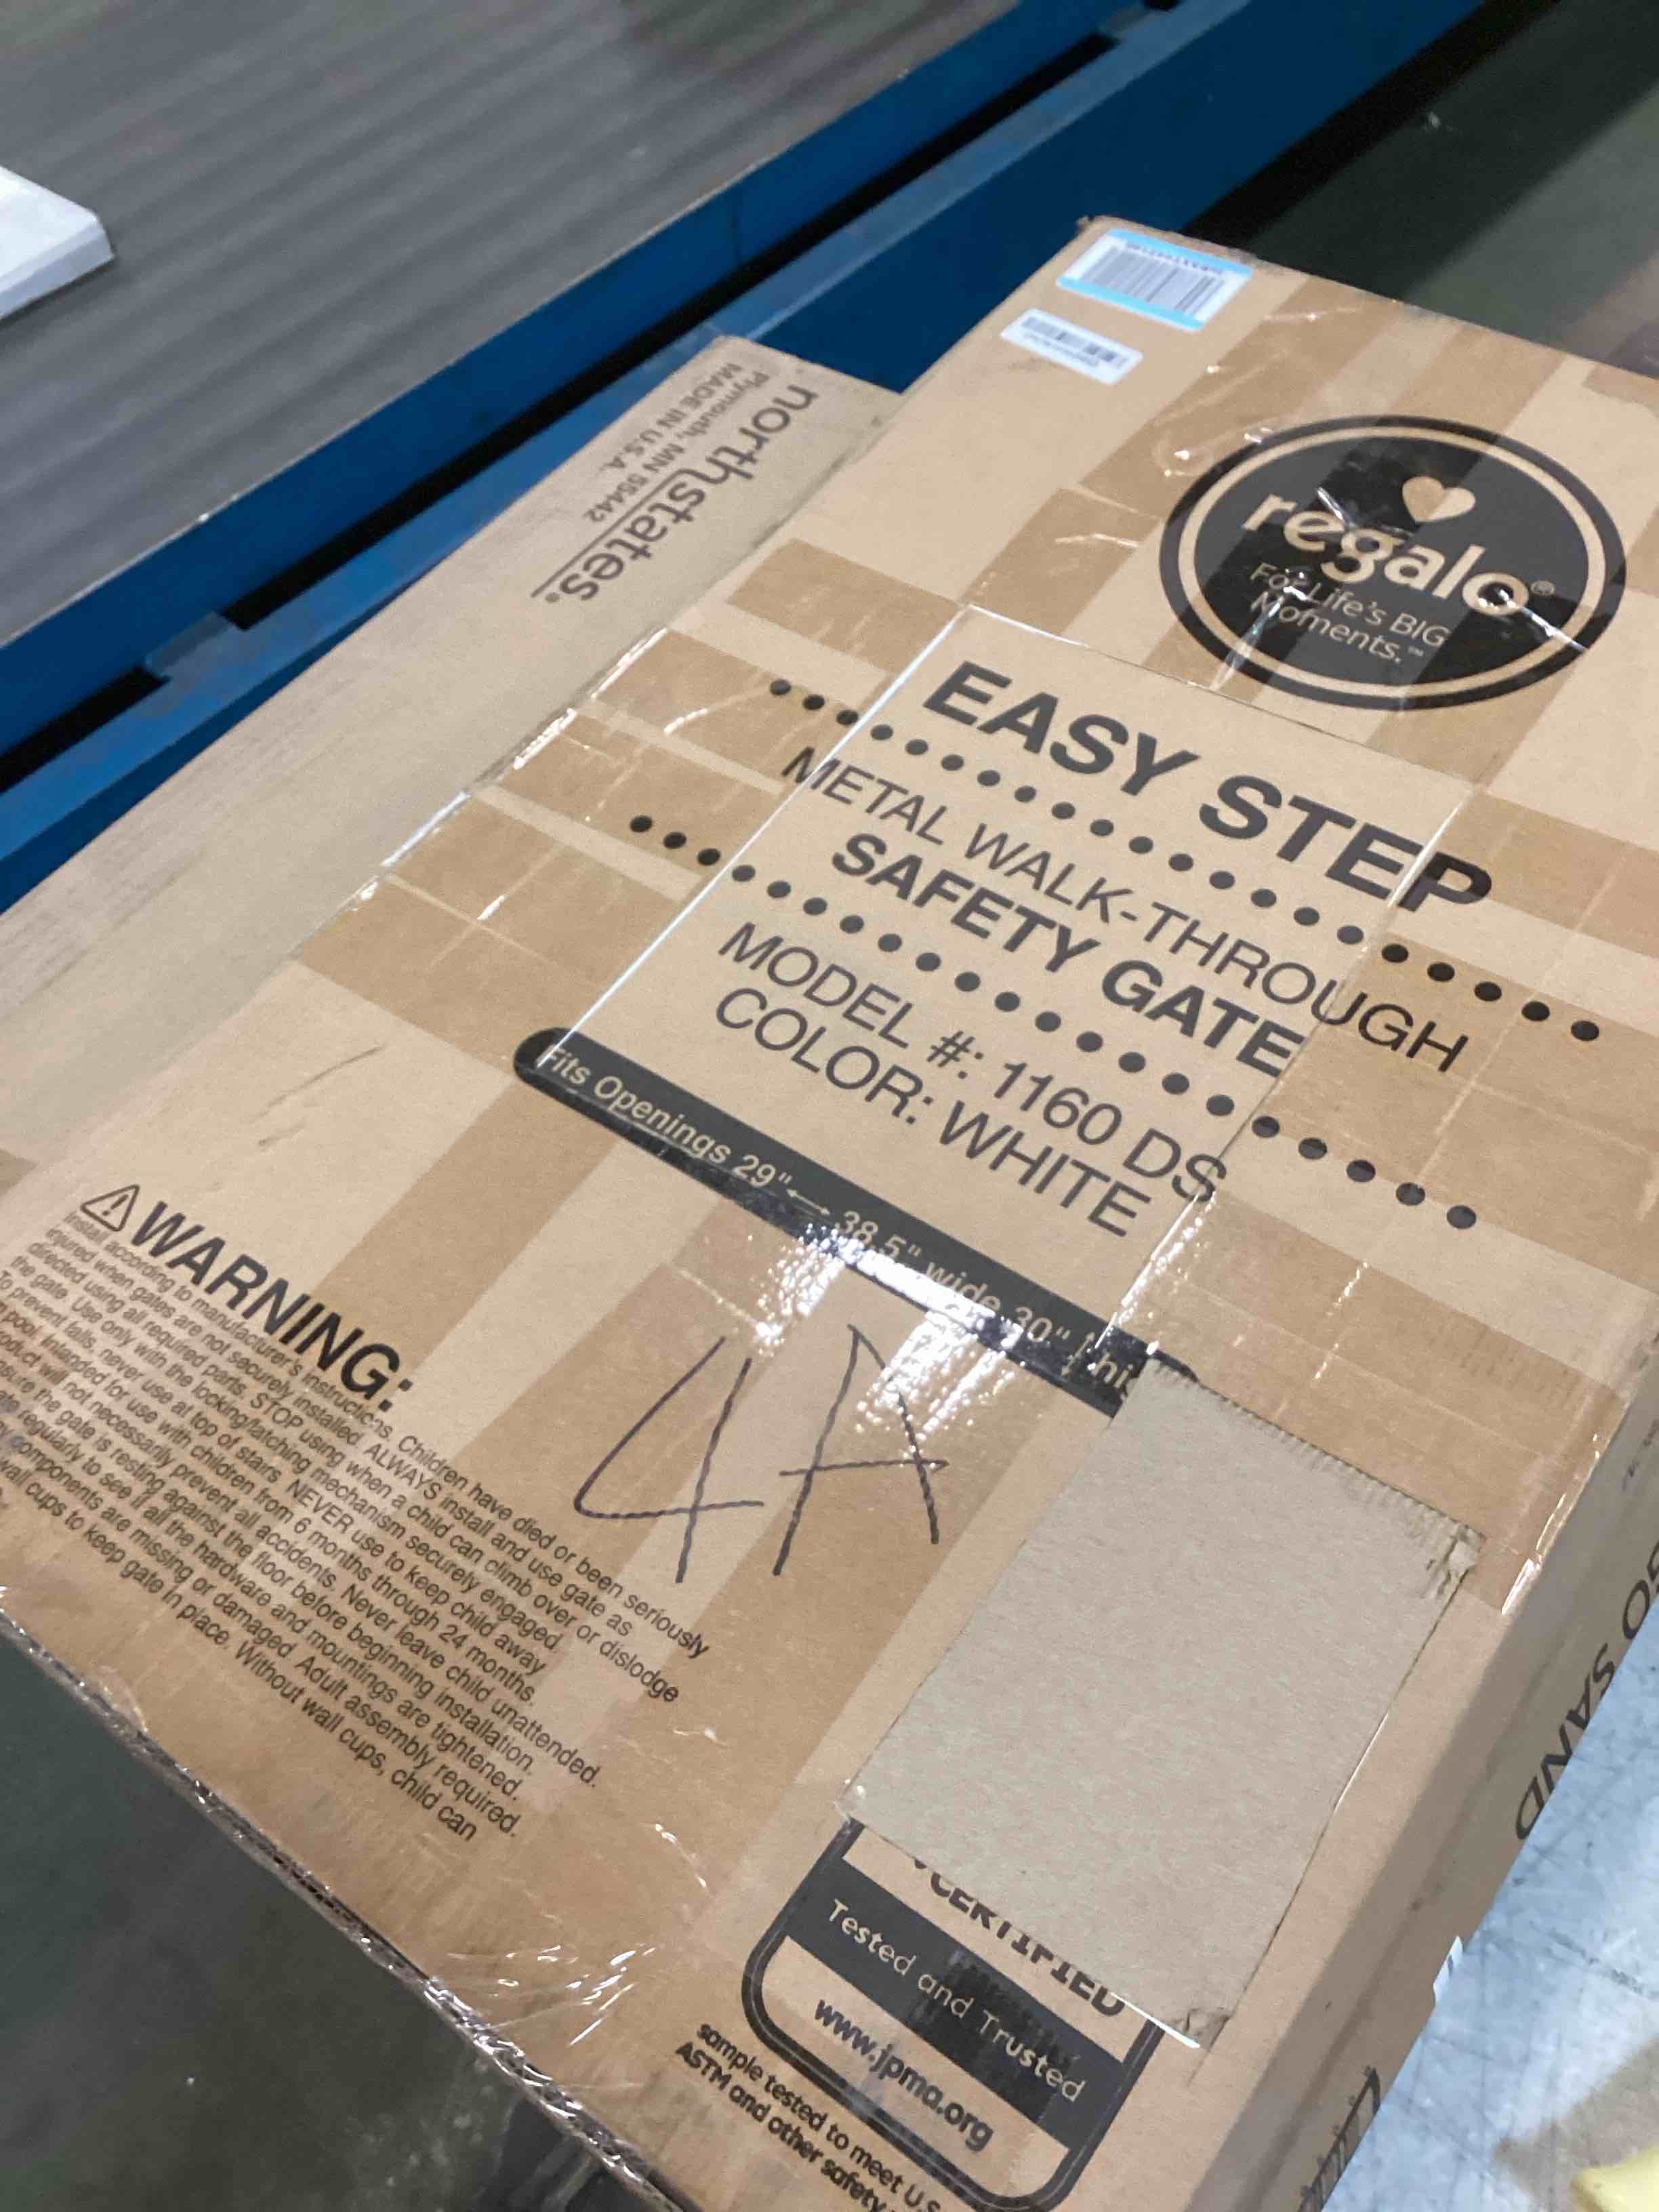 northstates.
Plymouth, MN 55442
MADE IN U.S.A.
regalo®
For Life's BIG
Moments.™
EASY STEP
METAL WALK-THROUGH
SAFETY GATE
MODEL #: 1160 DS
COLOR: WHITE
Fits Openings 29" ↔ 38.5" wide 30"
4A
⚠WARNING:
Install according to manufacturer's instructions. Children have died or been seriously
injured when gates are not securely installed. ALWAYS install and use gate as
directed using all required parts. STOP using when a child can climb over or dislodge
the gate. Use only with the locking/latching mechanism securely engaged.
To prevent falls, never use at top of stairs. NEVER use to keep child away
pool. Intended for use with children from 6 months through 24 months.
will not necessarily prevent all accidents. Never leave child unattended.
the gate is resting against the floor before beginning installation.
regularly to see if all the hardware and mountings are tightened.
components are missing or damaged. Adult assembly required.
wall cups to keep gate in place. Without wall cups, child can
CERTIFIED
Tested and Trusted
www.jpma.org
sample tested to meet U.S.
ASTM and other safety
SAND